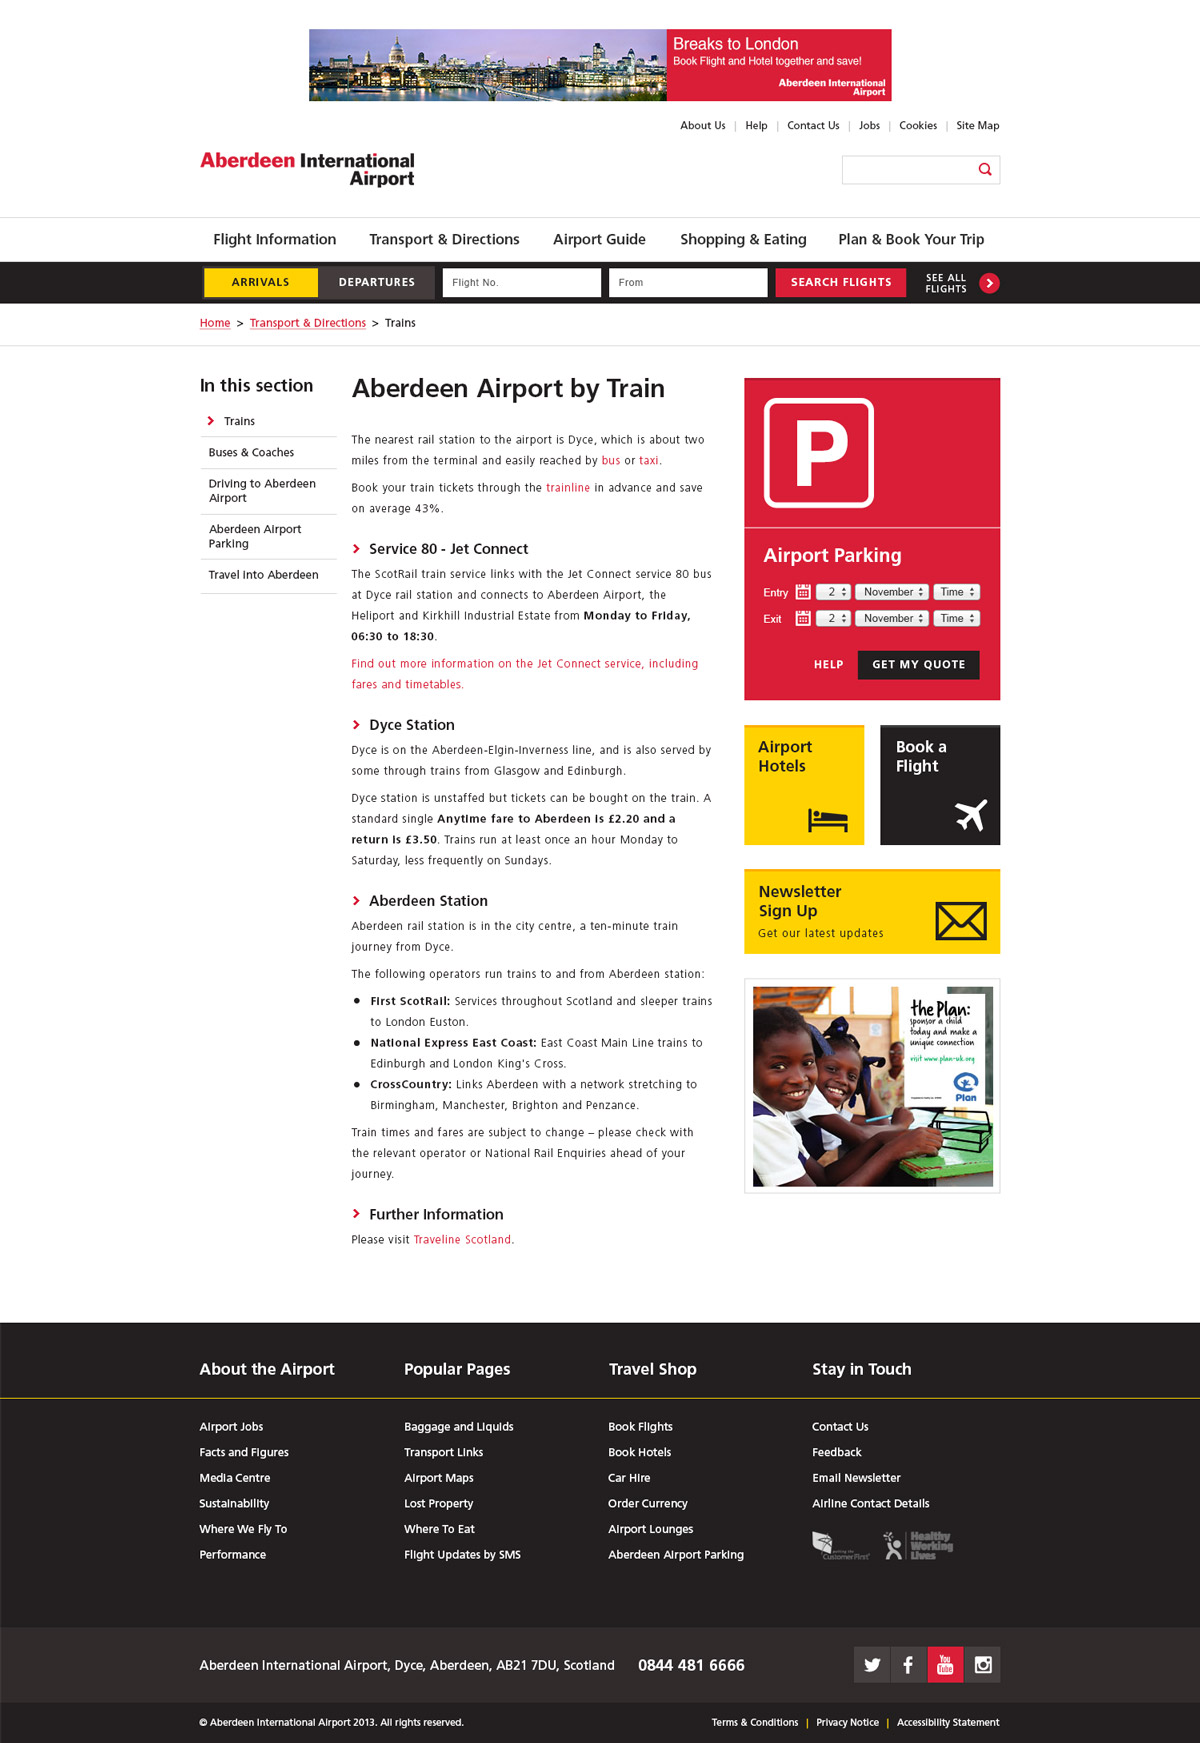 Breaks to London
Book Flight and Hotel together and save!
Aberdeen International
Airport
About Us | Help | Contact Us | Jobs | Cookies | Site Map
Aberdeen International
Airport
Flight Information Transport & Directions Airport Guide Shopping & Eating Plan & Book Your Trip
ARRIVALS DEPARTURES Flight No. From SEARCH FLIGHTS SEE ALL
FLIGHTS
Home > Transport & Directions > Trains
In this section
Trains
Buses & Coaches
Driving to Aberdeen
Airport
Aberdeen Airport
Parking
Travel Into Aberdeen
Aberdeen Airport by Train
The nearest rail station to the airport is Dyce, which is about two
miles from the terminal and easily reached by bus or taxi.
Book your train tickets through the trainline in advance and save
on average 43%.
Service 80 - Jet Connect
The ScotRail train service links with the Jet Connect service 80 bus
at Dyce rail station and connects to Aberdeen Airport, the
Heliport and Kirkhill Industrial Estate from Monday to Friday,
06:30 to 18:30.
Find out more information on the Jet Connect service, including
fares and timetables.
Dyce Station
Dyce is on the Aberdeen-Elgin-Inverness line, and is also served by
some through trains from Glasgow and Edinburgh.
Dyce station is unstaffed but tickets can be bought on the train. A
standard single Anytime fare to Aberdeen is £2.20 and a
return is £3.50. Trains run at least once an hour Monday to
Saturday, less frequently on Sundays.
Aberdeen Station
Aberdeen rail station is in the city centre, a ten-minute train
journey from Dyce.
The following operators run trains to and from Aberdeen station:
• First ScotRail: Services throughout Scotland and sleeper trains
to London Euston.
• National Express East Coast: East Coast Main Line trains to
Edinburgh and London King's Cross.
• CrossCountry: Links Aberdeen with a network stretching to
Birmingham, Manchester, Brighton and Penzance.
Train times and fares are subject to change – please check with
the relevant operator or National Rail Enquiries ahead of your
journey.
Further Information
Please visit Traveline Scotland.
P
Airport Parking
Entry 2 November Time
Exit 2 November Time
HELP GET MY QUOTE
Airport
Hotels
Book a
Flight
Newsletter
Sign Up
Get our latest updates
the Plan:
sponsor a child
today and make a
unique connection
visit www.plan-uk.org
Plan
About the Airport
Airport Jobs
Facts and Figures
Media Centre
Sustainability
Where We Fly To
Performance
Popular Pages
Baggage and Liquids
Transport Links
Airport Maps
Lost Property
Where To Eat
Flight Updates by SMS
Travel Shop
Book Flights
Book Hotels
Car Hire
Order Currency
Airport Lounges
Aberdeen Airport Parking
Stay in Touch
Contact Us
Feedback
Email Newsletter
Airline Contact Details
putting the
Customer First
Healthy
Working
Lives
Aberdeen International Airport, Dyce, Aberdeen, AB21 7DU, Scotland 0844 481 6666
You
Tube
© Aberdeen International Airport 2013. All rights reserved.
Terms & Conditions | Privacy Notice | Accessibility Statement